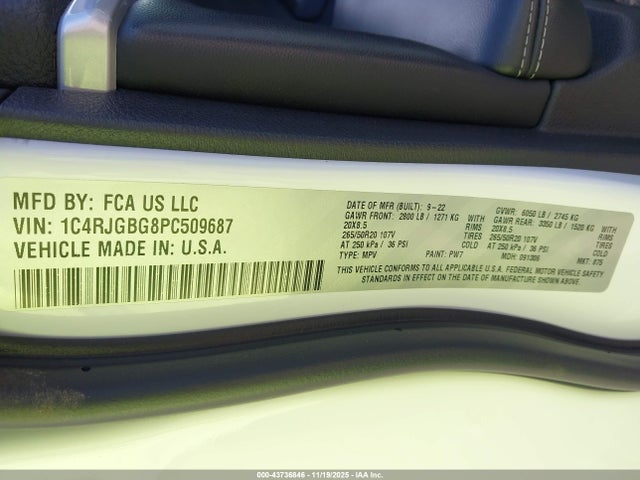 MFD BY: FCA US LLC
VIN: 1C4RJGBG8PC509687
VEHICLE MADE IN: U.S.A.
DATE OF MFR (BUILT): 9-22 GVWR: 6050 LB / 2745 KG
GAWR FRONT: 2800 LB / 1271 KG WITH GAWR REAR: 3350 LB / 1520 KG WITH
20X8.5 RIMS 20X8.5 RIMS
265/50R20 107V TIRES 265/50R20 107V TIRES
AT 250 kPa / 36 PSI COLD AT 250 kPa / 36 PSI COLD
TYPE: MPV PAINT: PW7 MDH: 091306 MKT: 875
THIS VEHICLE CONFORMS TO ALL APPLICABLE U.S.A. FEDERAL MOTOR VEHICLE SAFETY
STANDARDS IN EFFECT ON THE DATE OF MANUFACTURE SHOWN ABOVE.
000-43736846 - 11/19/2025 - IAA Inc.